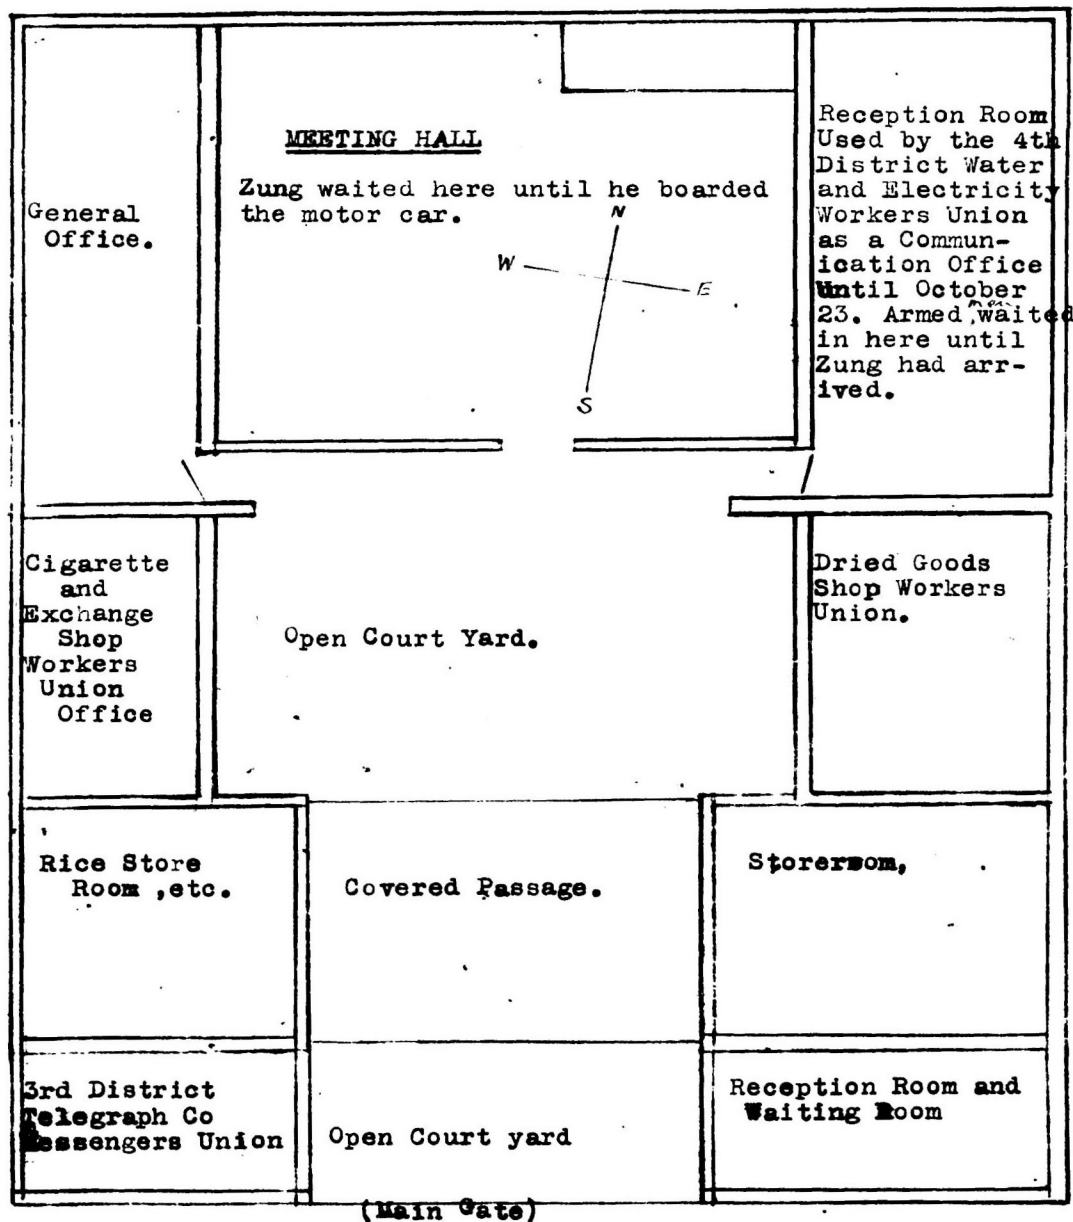 MEETING HALL
Zung waited here until he boarded
the motor car.
N
W
E
S
General
Office.
Reception Room
Used by the 4th
District Water
and Electricity
Workers Union
as a Commun-
ication Office
Until October
23. Armed men waited
in here until
Zung had arr-
ived.
Cigarette
and
Exchange
Shop
Workers
Union
Office
Open Court Yard.
Dried Goods
Shop Workers
Union.
Rice Store
Room ,etc.
Covered Passage.
Storeroom,
3rd District
Telegraph Co
Messengers Union
Open Court yard
Reception Room and
Waiting Room
(Main Gate)